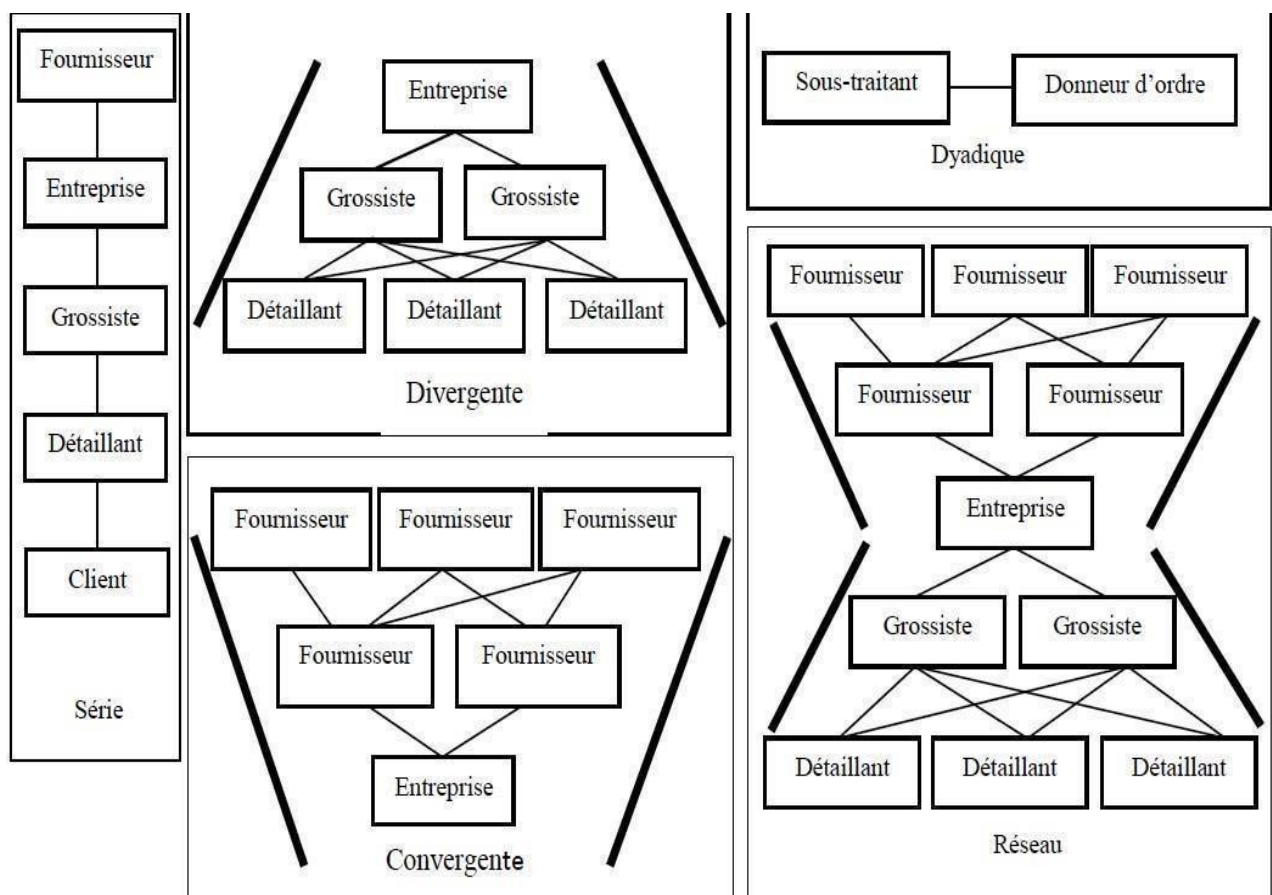 Fournisseur
Entreprise
Grossiste
Détaillant
Client
Série
Entreprise
Grossiste Grossiste
Détaillant Détaillant Détaillant
Divergente
Fournisseur Fournisseur Fournisseur
Fournisseur Fournisseur
Entreprise
Convergente
Sous-traitant Donneur d’ordre
Dyadique
Fournisseur Fournisseur Fournisseur
Fournisseur Fournisseur
Entreprise
Grossiste Grossiste
Détaillant Détaillant Détaillant
Réseau